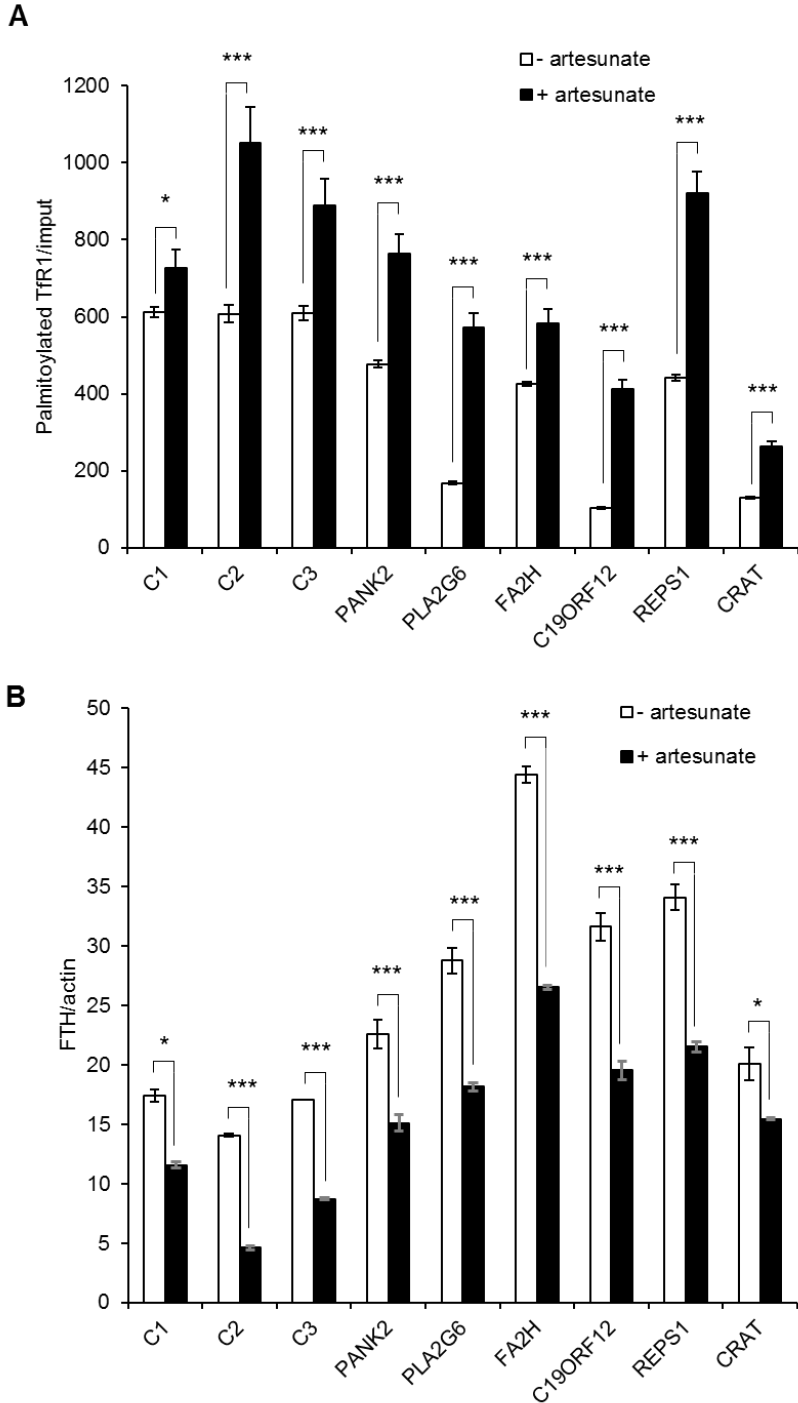 A
- artesunate
+ artesunate
Palmitoylated TfR1/imput
1200
1000
800
600
400
200
0
*
***
***
***
***
***
***
***
***
C1
C2
C3
PANK2
PLA2G6
FA2H
C19ORF12
REPS1
CRAT
B
- artesunate
+ artesunate
FTH/actin
50
45
40
35
30
25
20
15
10
5
0
*
***
***
***
***
***
***
***
*
C1
C2
C3
PANK2
PLA2G6
FA2H
C19ORF12
REPS1
CRAT